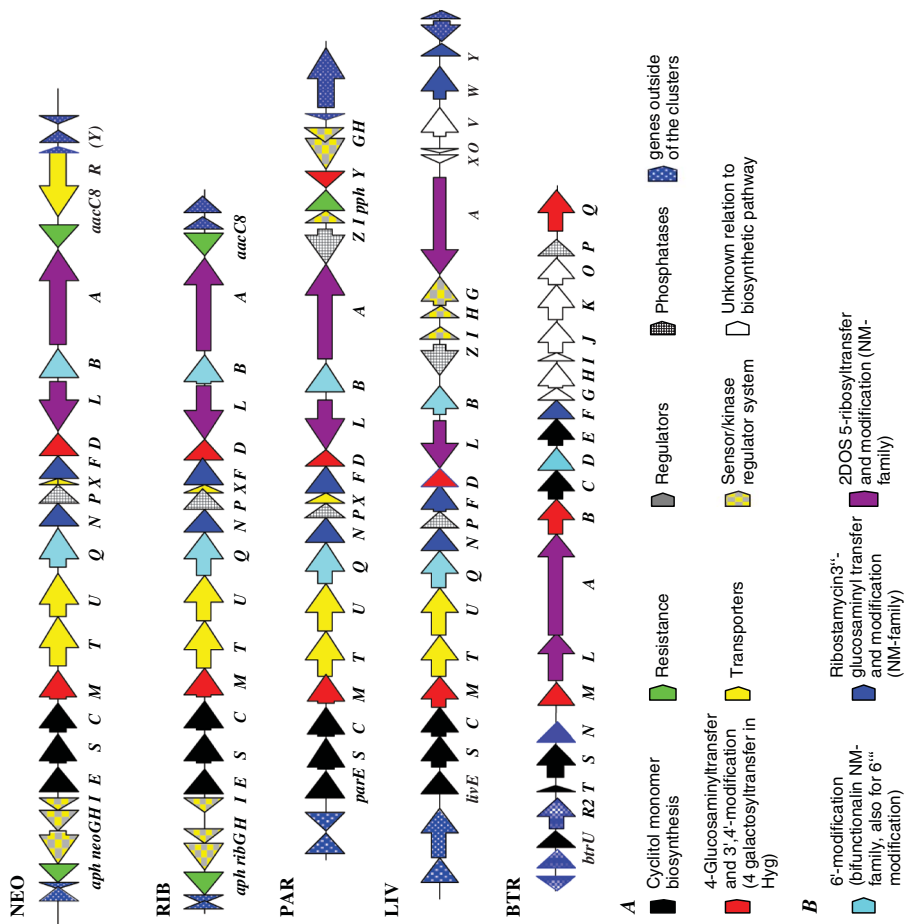 NEO
aph neoGHI E S C M T U Q N P X F D L B A aacC8 R (Y)
RIB
aph ribGH I E S C M T U Q N P X F D L B A aacC8
PAR
parE S C M T U Q N P X F D L B A Z I pph Y GH
LIV
livE S C M T U Q N P F D L B Z I H G A X O V W Y
BTR
btrU R2 T S N M L A B C D E F G H I J K O P Q
A
Cyclitol monomer
biosynthesis
Resistance
Regulators
Phosphatases
genes outside
of the clusters
4-Glucosaminyltransfer
and 3',4'-modification
(4 galactosyltransfer in
Hyg)
Transporters
Sensor/kinase
regulator system
Unknown relation to
biosynthetic pathway
B
6'-modification
(bifunctionalin NM-
family, also for 6'''
modification)
Ribostamycin3''-
glucosaminyl transfer
and modification
(NM-family)
2DOS 5-ribosyltransfer
and modification (NM-
family)